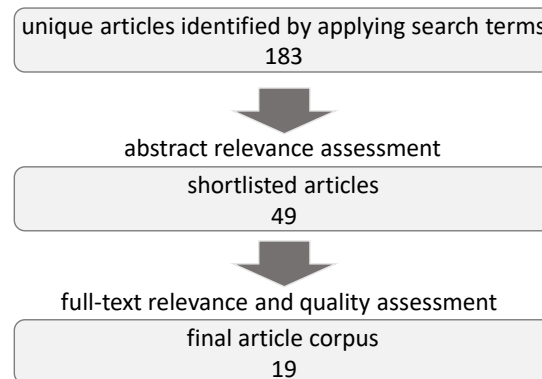 unique articles identified by applying search terms
183
abstract relevance assessment
shortlisted articles
49
full-text relevance and quality assessment
final article corpus
19